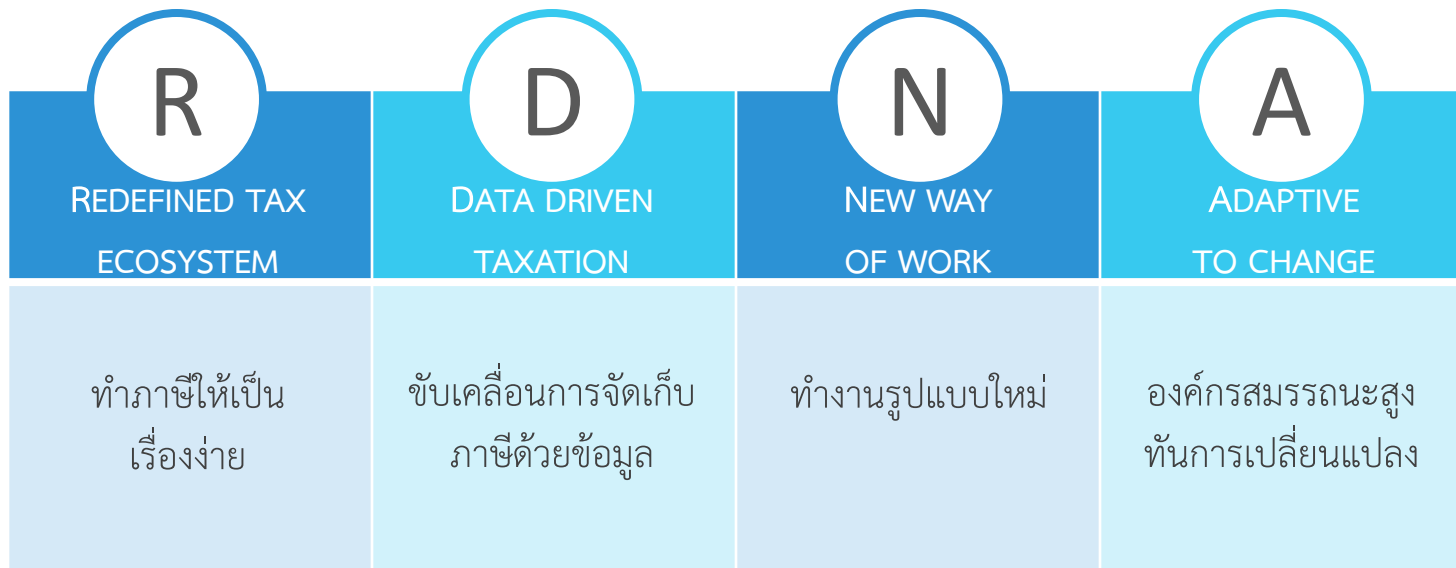 R
REDEFINED TAX
ECOSYSTEM
ทำภาษีให้เป็น
เรื่องง่าย
D
DATA DRIVEN
TAXATION
ขับเคลื่อนการจัดเก็บ
ภาษีด้วยข้อมูล
N
NEW WAY
OF WORK
ทำงานรูปแบบใหม่
A
ADAPTIVE
TO CHANGE
องค์กรสมรรถนะสูง
ทันการเปลี่ยนแปลง